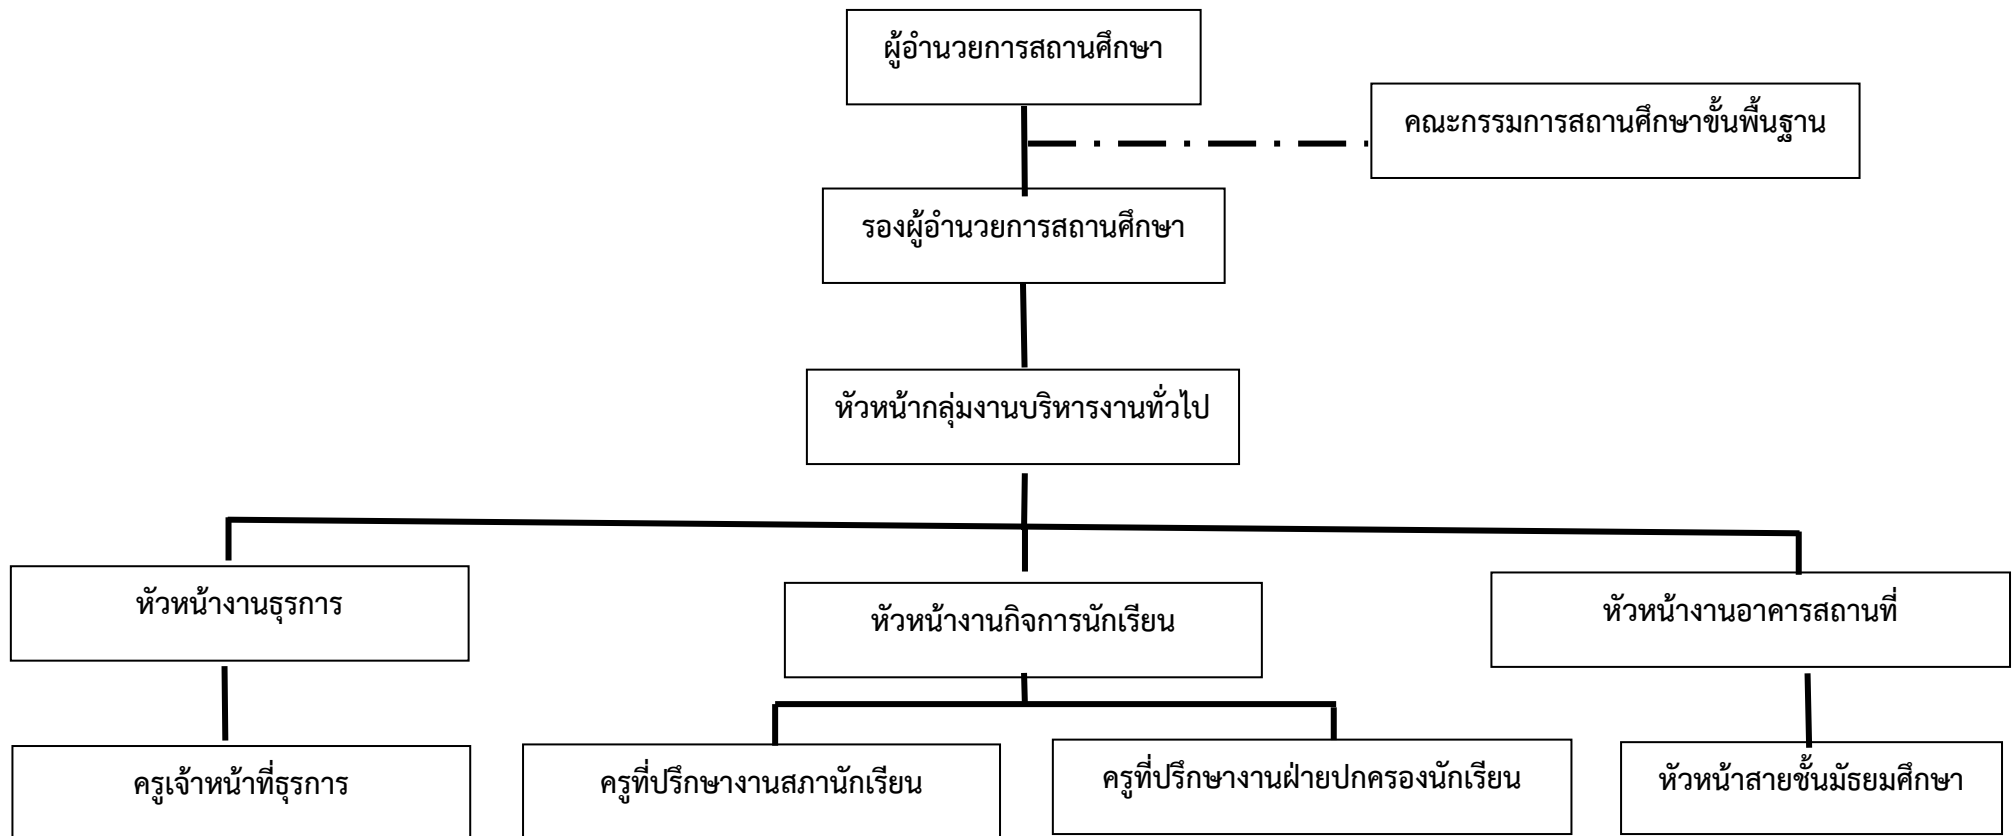 ผู้อำนวยการสถานศึกษา
คณะกรรมการสถานศึกษาขั้นพื้นฐาน
รองผู้อำนวยการสถานศึกษา
หัวหน้ากลุ่มงานบริหารงานทั่วไป
หัวหน้างานธุรการ
หัวหน้างานกิจการนักเรียน
หัวหน้างานอาคารสถานที่
ครูเจ้าหน้าที่ธุรการ
ครูที่ปรึกษางานสภานักเรียน
ครูที่ปรึกษางานฝ่ายปกครองนักเรียน
หัวหน้าสายชั้นมัธยมศึกษา